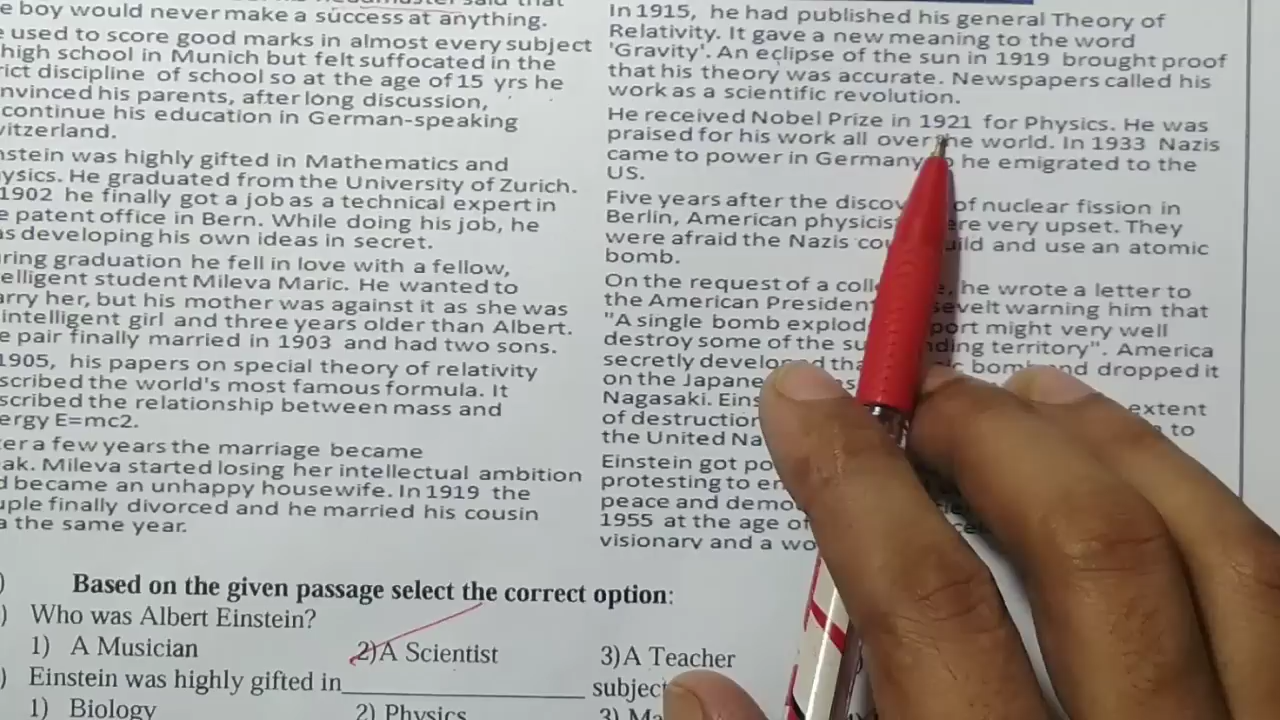 e boy would never make a success at anything.
e used to score good marks in almost every subject
high school in Munich but felt suffocated in the
rict discipline of school so at the age of 15 yrs he
nvinced his parents, after long discussion,
continue his education in German-speaking
vitzerland.
nstein was highly gifted in Mathematics and
ysics. He graduated from the University of Zurich.
1902 he finally got a job as a technical expert in
e patent office in Bern. While doing his job, he
as developing his own ideas in secret.
ring graduation he fell in love with a fellow,
elligent student Mileva Maric. He wanted to
arry her, but his mother was against it as she was
intelligent girl and three years older than Albert.
e pair finally married in 1903 and had two sons.
1905, his papers on special theory of relativity
scribed the world's most famous formula. It
scribed the relationship between mass and
ergy E=mc2.
ter a few years the marriage became
ak. Mileva started losing her intellectual ambition
d became an unhappy housewife. In 1919 the
uple finally divorced and he married his cousin
a the same year.
In 1915, he had published his general Theory of
Relativity. It gave a new meaning to the word
'Gravity'. An eclipse of the sun in 1919 brought proof
that his theory was accurate. Newspapers called his
work as a scientific revolution.
He received Nobel Prize in 1921 for Physics. He was
praised for his work all over the world. In 1933 Nazis
came to power in Germany he emigrated to the
US.
Five years after the discov of nuclear fission in
Berlin, American physicis ere very upset. They
were afraid the Nazis co uild and use an atomic
bomb.
On the request of a coll he wrote a letter to
the American President sevelt warning him that
"A single bomb explod port might very well
destroy some of the su nding territory". America
secretly developed tha bomb and dropped it
on the Japane
Nagasaki. Eins extent
of destruction to
the United Na
Einstein got po
protesting to en
peace and demo
1955 at the age of
visionary and a wo
) Based on the given passage select the correct option:
) Who was Albert Einstein?
1) A Musician 2)A Scientist 3)A Teacher
) Einstein was highly gifted in____________________ subject
1) Biology 2) Physics 3) Ma